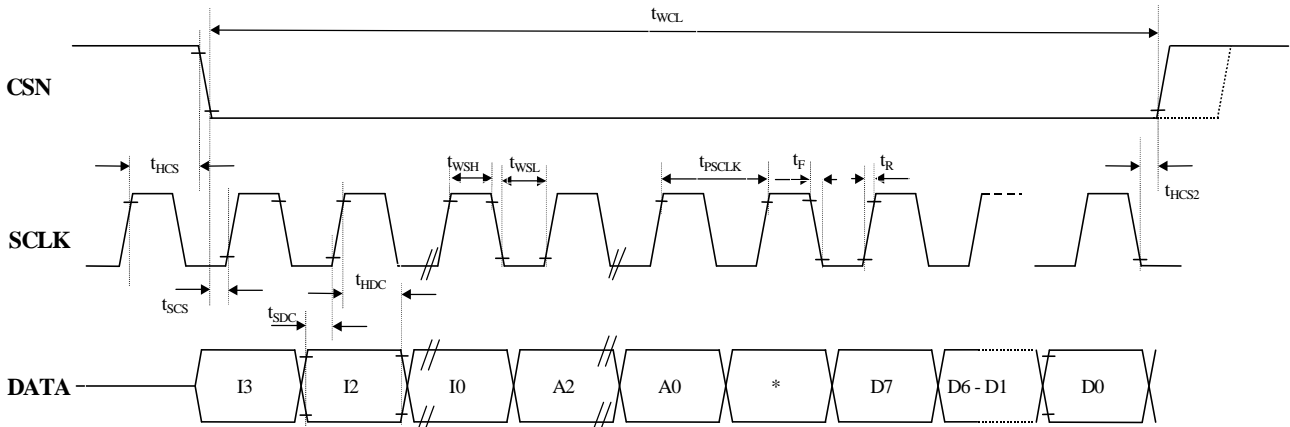 tWCL
CSN
tHCS
tWSH
tWSL
tPSCLK
tF
tR
tHCS2
SCLK
tSCS
tHDC
tSDC
DATA
I3
I2
I0
A2
A0
*
D7
D6 - D1
D0